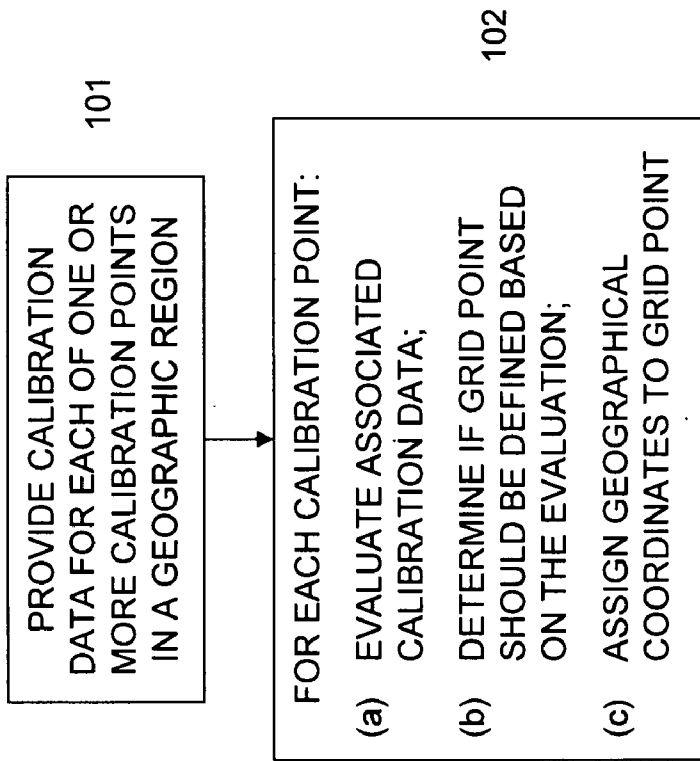 PROVIDE CALIBRATION
DATA FOR EACH OF ONE OR
MORE CALIBRATION POINTS
IN A GEOGRAPHIC REGION
101
FOR EACH CALIBRATION POINT:
(a) EVALUATE ASSOCIATED
CALIBRATION DATA;
(b) DETERMINE IF GRID POINT
SHOULD BE DEFINED BASED
ON THE EVALUATION;
(c) ASSIGN GEOGRAPHICAL
COORDINATES TO GRID POINT
102